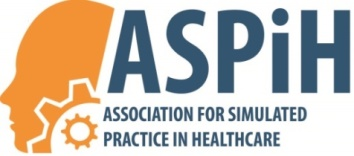 ASPiH
ASSOCIATION FOR SIMULATED
PRACTICE IN HEALTHCARE